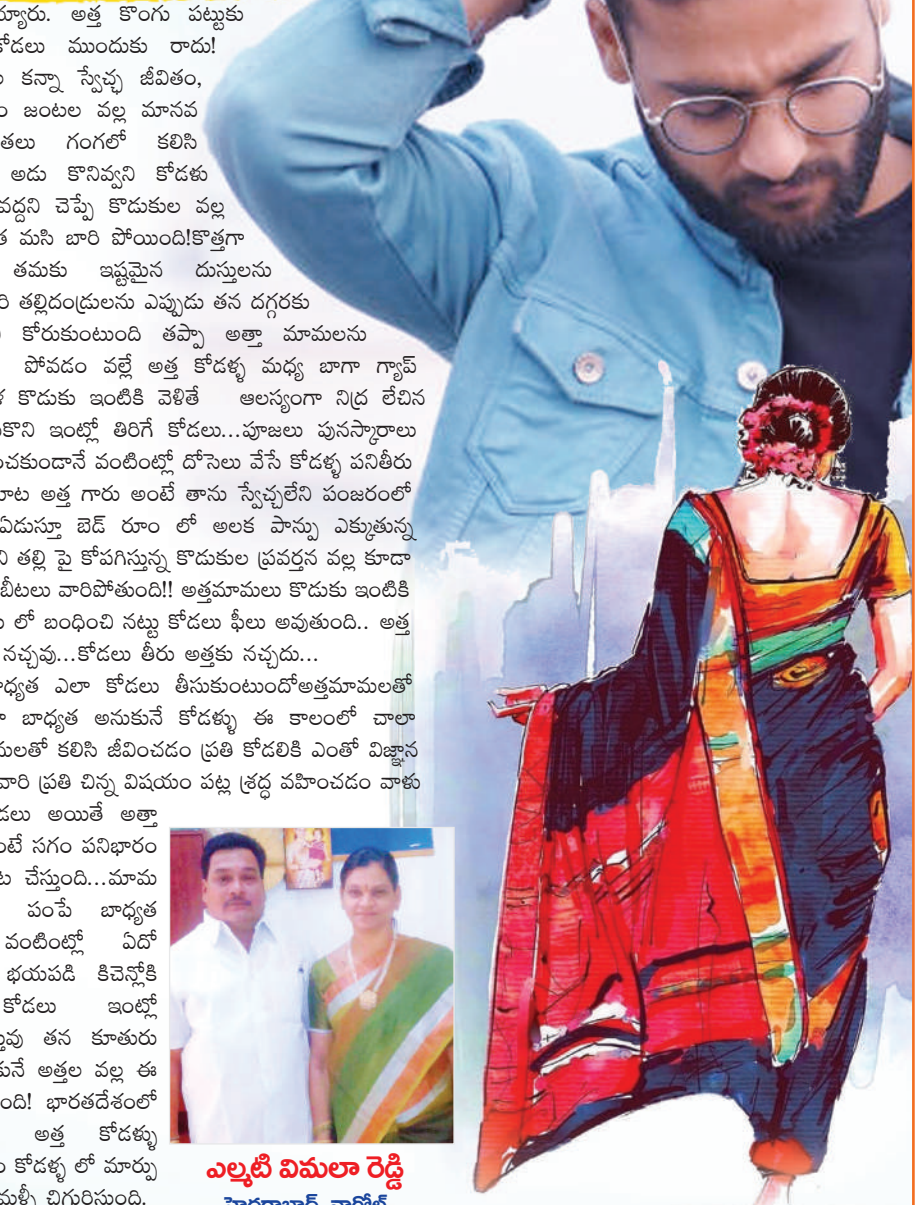 య్యారు. అత్త కొంగు పట్టుకు
కోడలు ముందుకు రాదు!
కన్నా స్వేచ్ఛ జీవితం,
జంటల వల్ల మానవ
తలు గంగలో కలిసి
అడు కొనివ్వని కోడళు
వద్దని చెప్పే కొడుకుల వల్ల
త మసి బారి పోయింది!కొత్తగా
తమకు ఇష్టమైన దుస్తులను
రి తల్లిదండ్రులను ఎప్పుడు తన దగ్గరకు
కోరుకుంటుంది తప్పా అత్తా మామలను
పోవడం వల్లే అత్త కోడళ్ళ మధ్య బాగా గ్యాప్
కొడుకు ఇంటికి వెళితే ఆలస్యంగా నిద్ర లేచిన
కొని ఇంట్లో తిరిగే కోడలు...పూజలు పునస్కారాలు
చకుండానే వంటింట్లో దోసెలు వేసే కోడళ్ళ పనితీరు
మాట అత్త గారు అంటే తాను స్వేచ్చలేని పంజరంలో
ఏడుస్తూ బెడ్ రూం లో అలక పాన్పు ఎక్కుతున్న
ని తల్లి పై కోపగిస్తున్న కొడుకుల ప్రవర్తన వల్ల కూడా
బీటలు వారిపోతుంది!! అత్తమామలు కొడుకు ఇంటికి
లో బంధించి నట్టు కోడలు ఫీలు అవుతుంది.. అత్త
నచ్చవు...కోడలు తీరు అత్తకు నచ్చదు...
ధ్యత ఎలా కోడలు తీసుకుంటుందోఅత్తమామలతో
బాధ్యత అనుకునే కోడళ్ళు ఈ కాలంలో చాలా
మలతో కలిసి జీవించడం ప్రతి కోడలికి ఎంతో విజ్ఞాన
వారి ప్రతి చిన్న విషయం పట్ల శ్రద్ధ వహించడం వాళు
డలు అయితే అత్తా
ంటే సగం పనిభారం
ట చేస్తుంది...మామ
పంపే బాధ్యత
వంటింట్లో ఏదో
భయపడి కిచెన్లోకి
కోడలు ఇంట్లో
వు తన కూతురు
కునే అత్తల వల్ల ఈ
ంది! భారతదేశంలో
అత్త కోడళ్ళు
కోడళ్ళ లో మార్పు
మళ్ళీ చిగురిస్తుంది.
ఎల్మటి విమలా రెడ్డి
హైదరాబాద్, నాగోల్